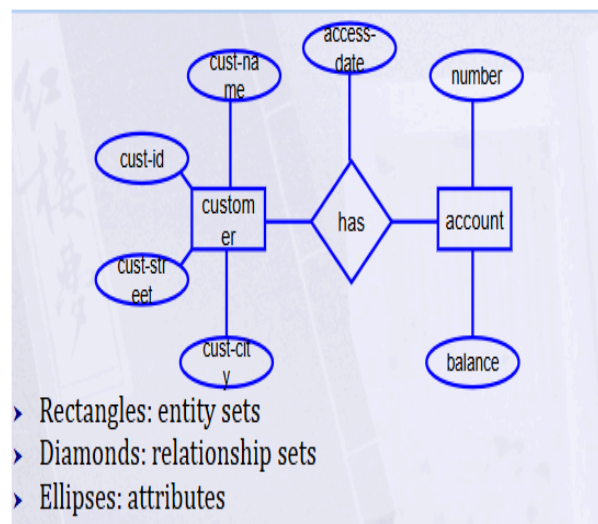 access-
date
cust-na
me
number
cust-id
custom
er
has
account
cust-str
eet
cust-cit
y
balance
Rectangles: entity sets
Diamonds: relationship sets
Ellipses: attributes